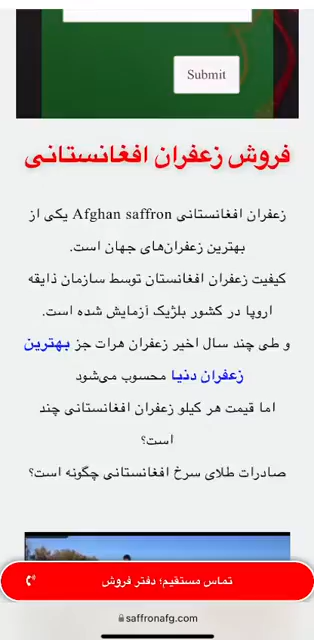 Submit
فروش زعفران افغانستانی
زعفران افغانستانی Afghan saffron یکی از
بهترین زعفران‌های جهان است.
کیفیت زعفران افغانستان توسط سازمان ذایقه
اروپا در کشور بلژیک آزمایش شده است.
و طی چند سال اخیر زعفران هرات جز بهترین
زعفران دنیا محسوب می‌شود
اما قیمت هر کیلو زعفران افغانستانی چند
است؟
صادرات طلای سرخ افغانستانی چگونه است؟
تماس مستقیم؛ دفتر فروش
saffronafg.com